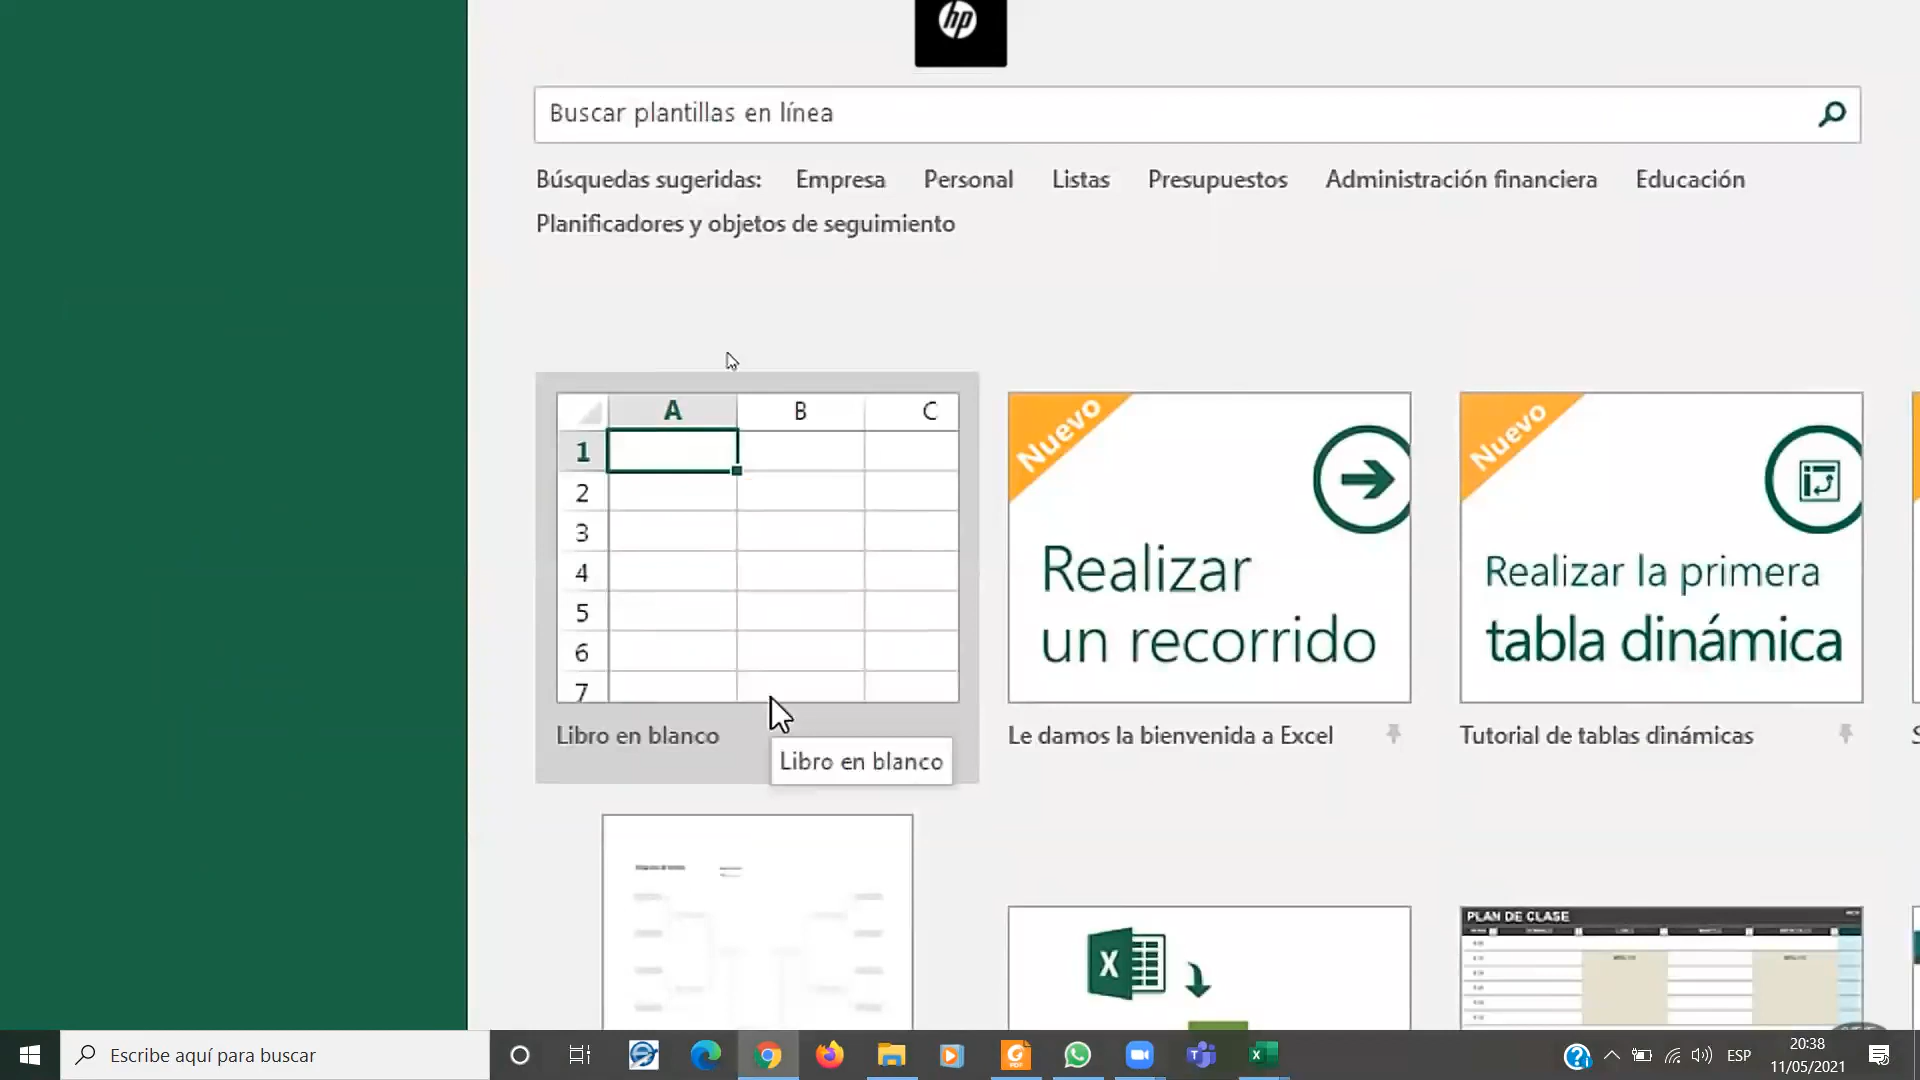 hp
Buscar plantillas en línea
Búsquedas sugeridas: Empresa Personal Listas Presupuestos Administración financiera Educación
Planificadores y objetos de seguimiento
A B C
1
2
3
4
5
6
7
Libro en blanco
Libro en blanco
Nuevo
Realizar
un recorrido
Le damos la bienvenida a Excel
Nuevo
Realizar la primera
tabla dinámica
Tutorial de tablas dinámicas
X
PLAN DE CLASE
Escribe aquí para buscar
ESP
20:38
11/05/2021